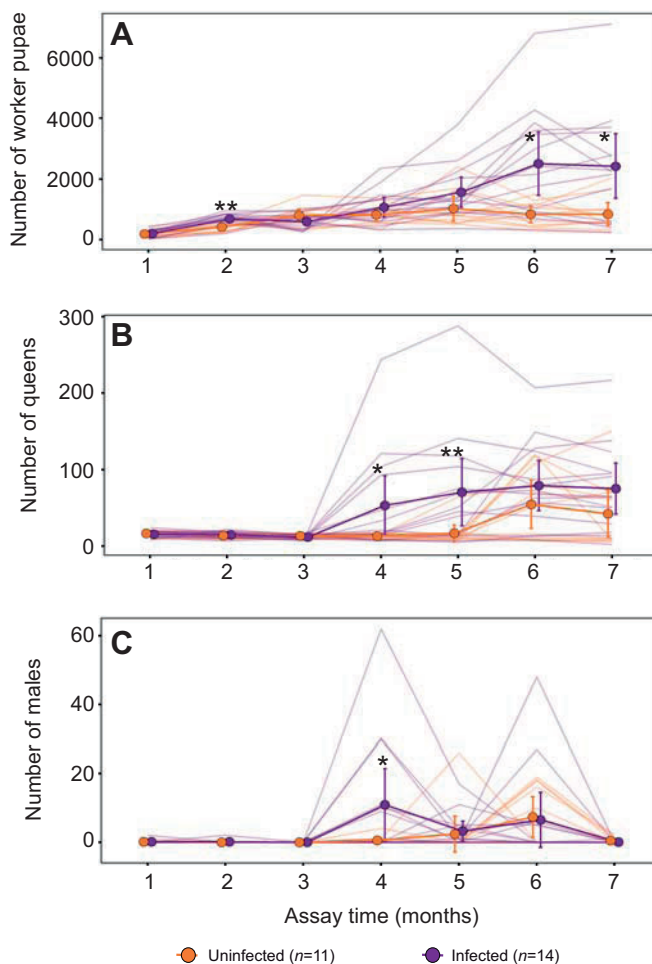 A
Number of worker pupae
6000
4000
2000
0
**
*
*
1 2 3 4 5 6 7
B
Number of queens
300
200
100
0
*
**
1 2 3 4 5 6 7
C
Number of males
60
40
20
0
*
1 2 3 4 5 6 7
Assay time (months)
Uninfected (n=11) Infected (n=14)